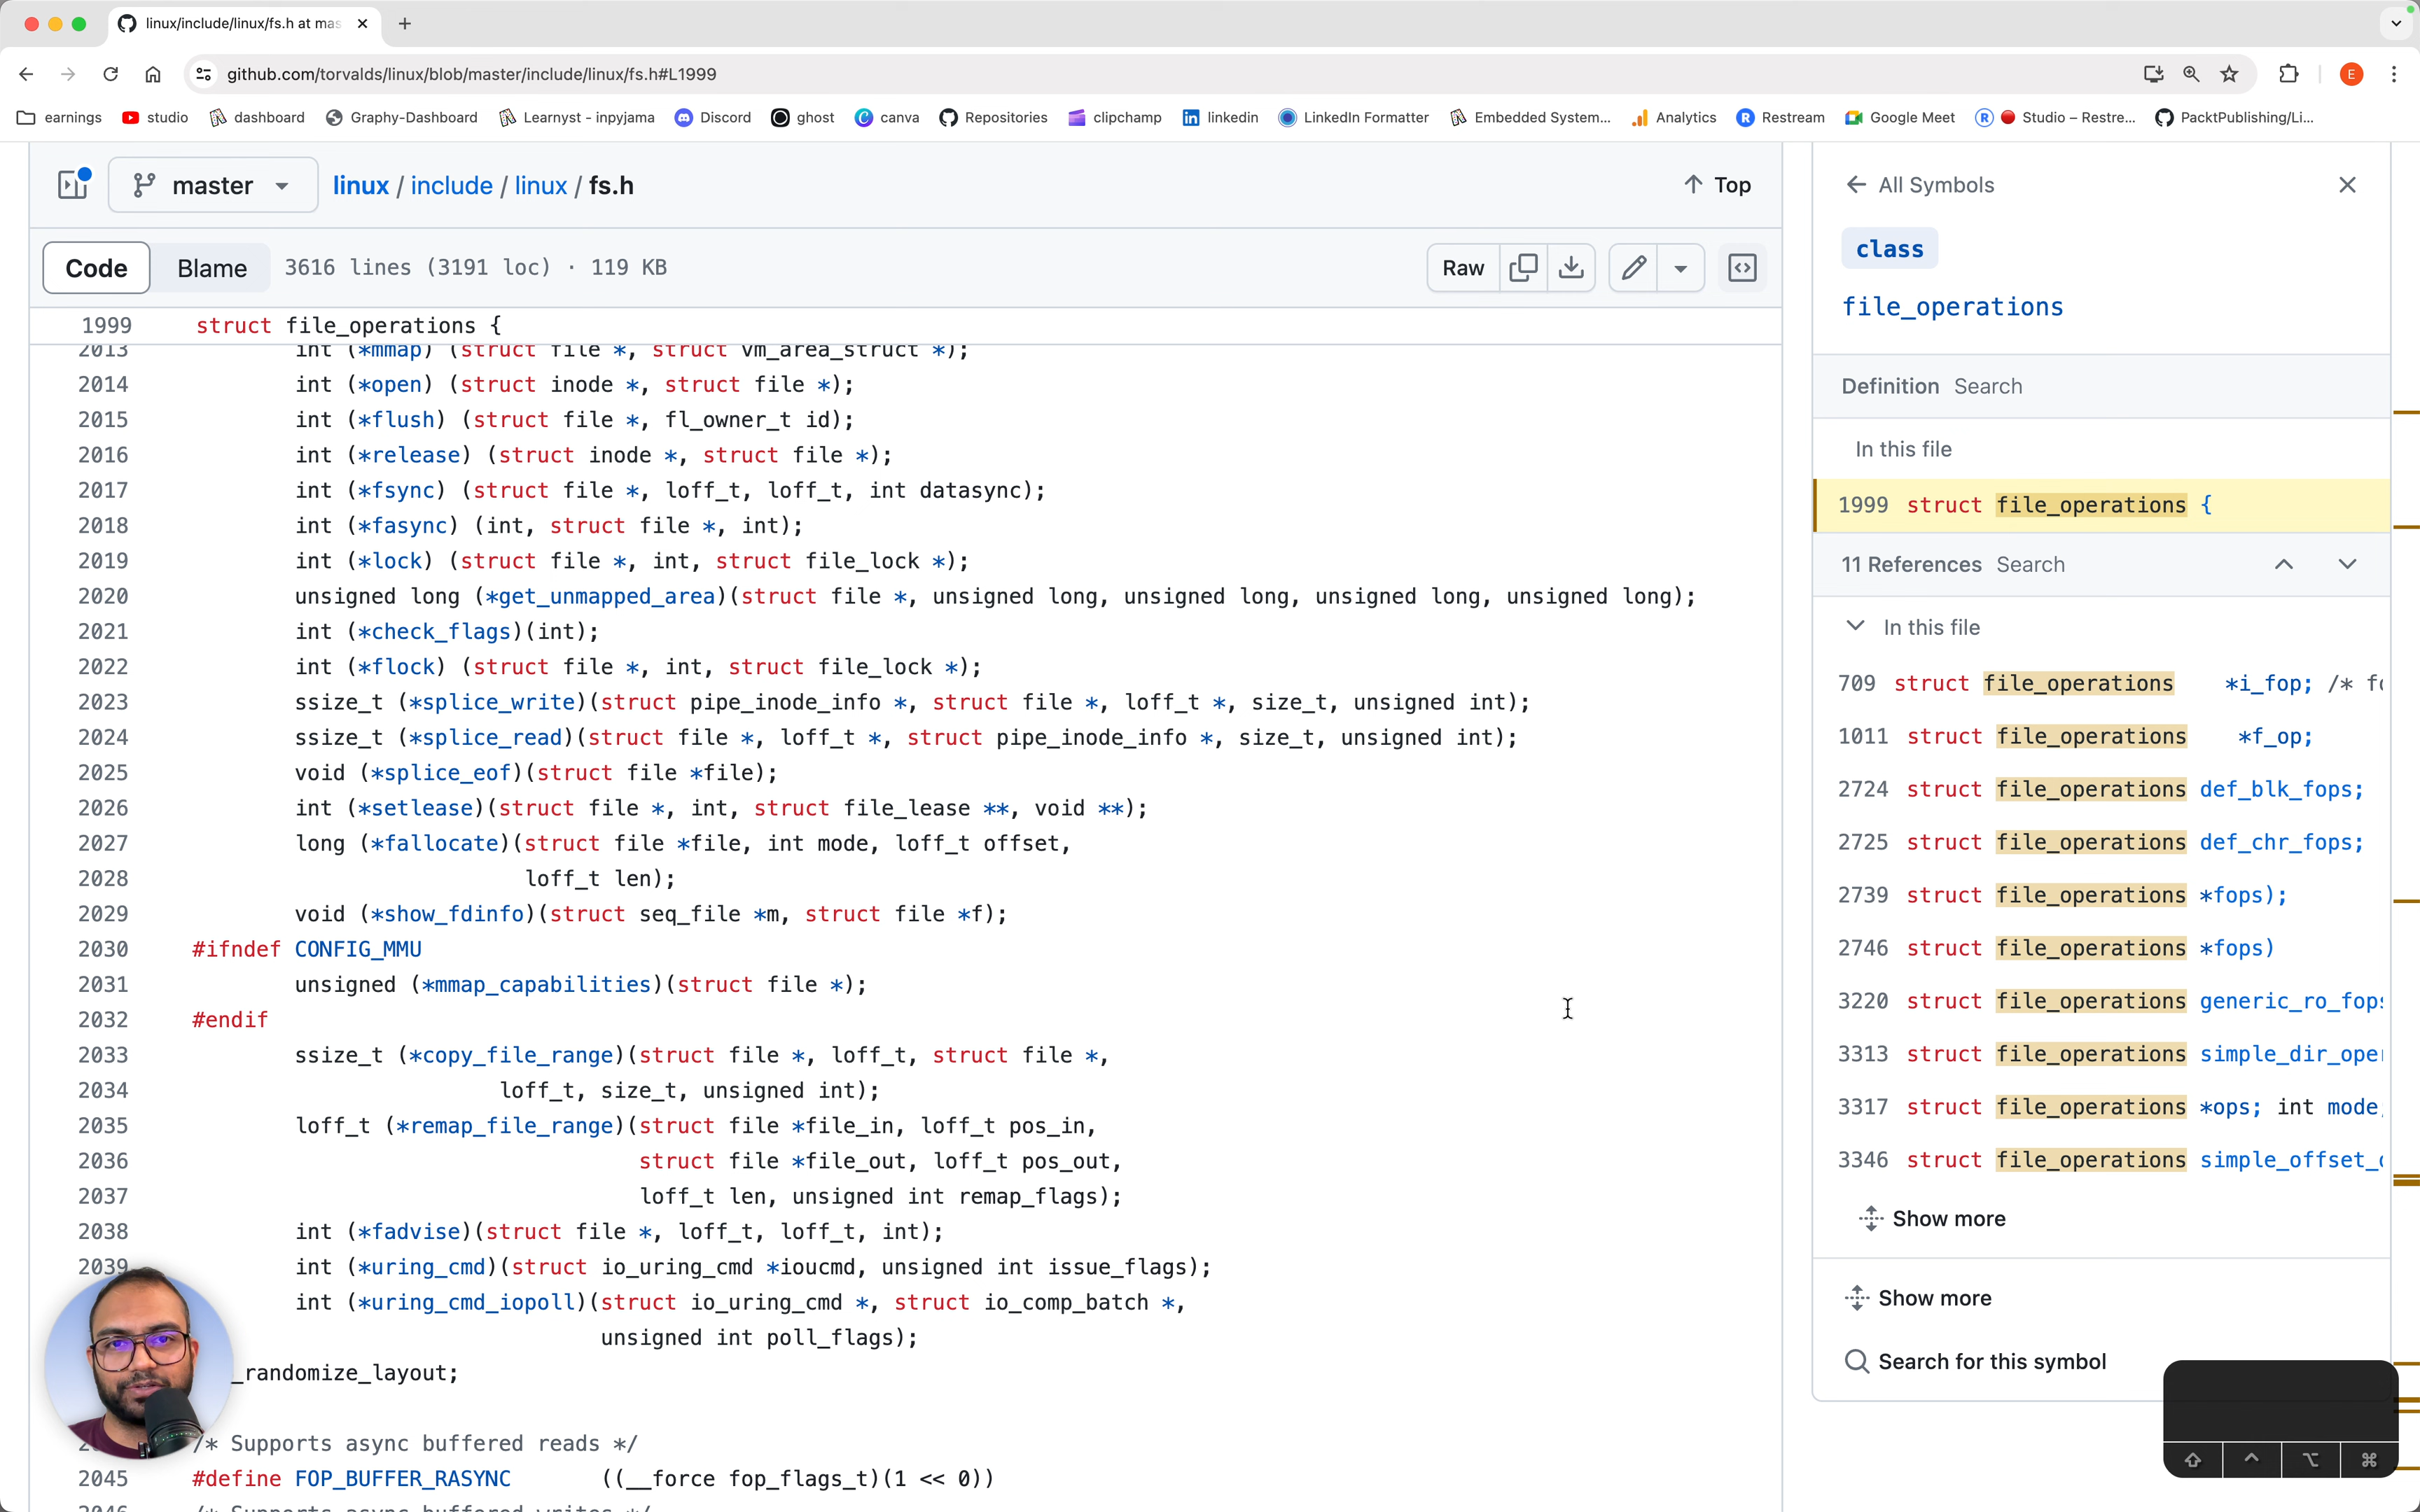 linux/include/linux/fs.h at mas
github.com/torvalds/linux/blob/master/include/linux/fs.h#L1999
E
earnings studio dashboard Graphy-Dashboard Learnyst - inpyjama Discord ghost canva Repositories clipchamp linkedin LinkedIn Formatter Embedded System... Analytics Restream Google Meet Studio – Restre... PacktPublishing/Li...
master linux / include / linux / fs.h Top
Code Blame 3616 lines (3191 loc) · 119 KB Raw
1999 struct file_operations {
2013 int (*mmap) (struct file *, struct vm_area_struct *);
2014 int (*open) (struct inode *, struct file *);
2015 int (*flush) (struct file *, fl_owner_t id);
2016 int (*release) (struct inode *, struct file *);
2017 int (*fsync) (struct file *, loff_t, loff_t, int datasync);
2018 int (*fasync) (int, struct file *, int);
2019 int (*lock) (struct file *, int, struct file_lock *);
2020 unsigned long (*get_unmapped_area)(struct file *, unsigned long, unsigned long, unsigned long, unsigned long);
2021 int (*check_flags)(int);
2022 int (*flock) (struct file *, int, struct file_lock *);
2023 ssize_t (*splice_write)(struct pipe_inode_info *, struct file *, loff_t *, size_t, unsigned int);
2024 ssize_t (*splice_read)(struct file *, loff_t *, struct pipe_inode_info *, size_t, unsigned int);
2025 void (*splice_eof)(struct file *file);
2026 int (*setlease)(struct file *, int, struct file_lease **, void **);
2027 long (*fallocate)(struct file *file, int mode, loff_t offset,
2028 loff_t len);
2029 void (*show_fdinfo)(struct seq_file *m, struct file *f);
2030 #ifndef CONFIG_MMU
2031 unsigned (*mmap_capabilities)(struct file *);
2032 #endif
2033 ssize_t (*copy_file_range)(struct file *, loff_t, struct file *,
2034 loff_t, size_t, unsigned int);
2035 loff_t (*remap_file_range)(struct file *file_in, loff_t pos_in,
2036 struct file *file_out, loff_t pos_out,
2037 loff_t len, unsigned int remap_flags);
2038 int (*fadvise)(struct file *, loff_t, loff_t, int);
2039 int (*uring_cmd)(struct io_uring_cmd *ioucmd, unsigned int issue_flags);
int (*uring_cmd_iopoll)(struct io_uring_cmd *, struct io_comp_batch *,
unsigned int poll_flags);
_randomize_layout;
/* Supports async buffered reads */
2045 #define FOP_BUFFER_RASYNC ((__force fop_flags_t)(1 << 0))
2046 /* Supports async buffered writes */
All Symbols
class
file_operations
Definition Search
In this file
1999 struct file_operations {
11 References Search
In this file
709 struct file_operations *i_fop; /* fo
1011 struct file_operations *f_op;
2724 struct file_operations def_blk_fops;
2725 struct file_operations def_chr_fops;
2739 struct file_operations *fops);
2746 struct file_operations *fops)
3220 struct file_operations generic_ro_fops
3313 struct file_operations simple_dir_oper
3317 struct file_operations *ops; int mode,
3346 struct file_operations simple_offset_
Show more
Show more
Search for this symbol